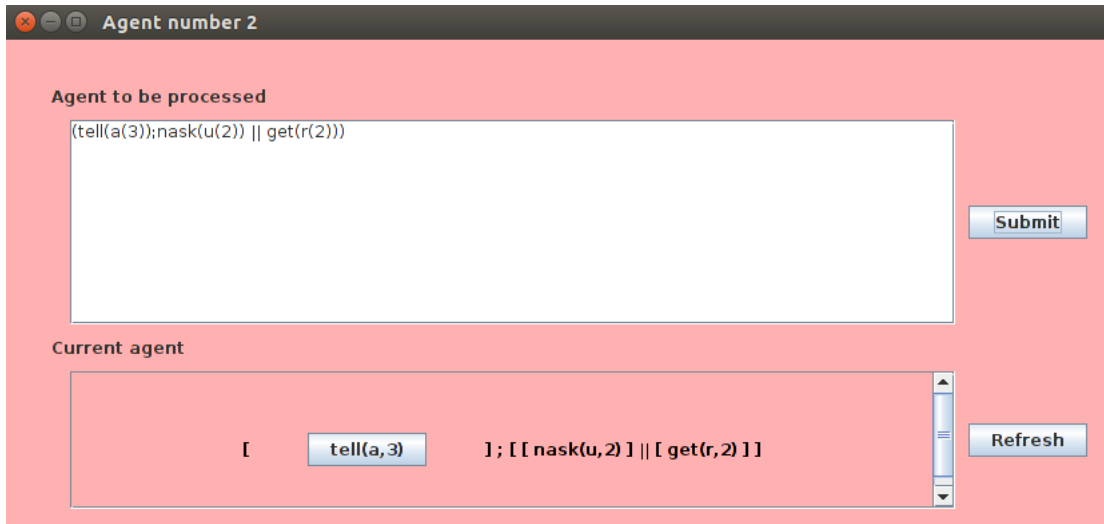 Agent number 2
Agent to be processed
(tell(a(3));nask(u(2)) || get(r(2)))
Submit
Current agent
[ tell(a,3) ] ; [ [ nask(u,2) ] || [ get(r,2) ] ]
Refresh